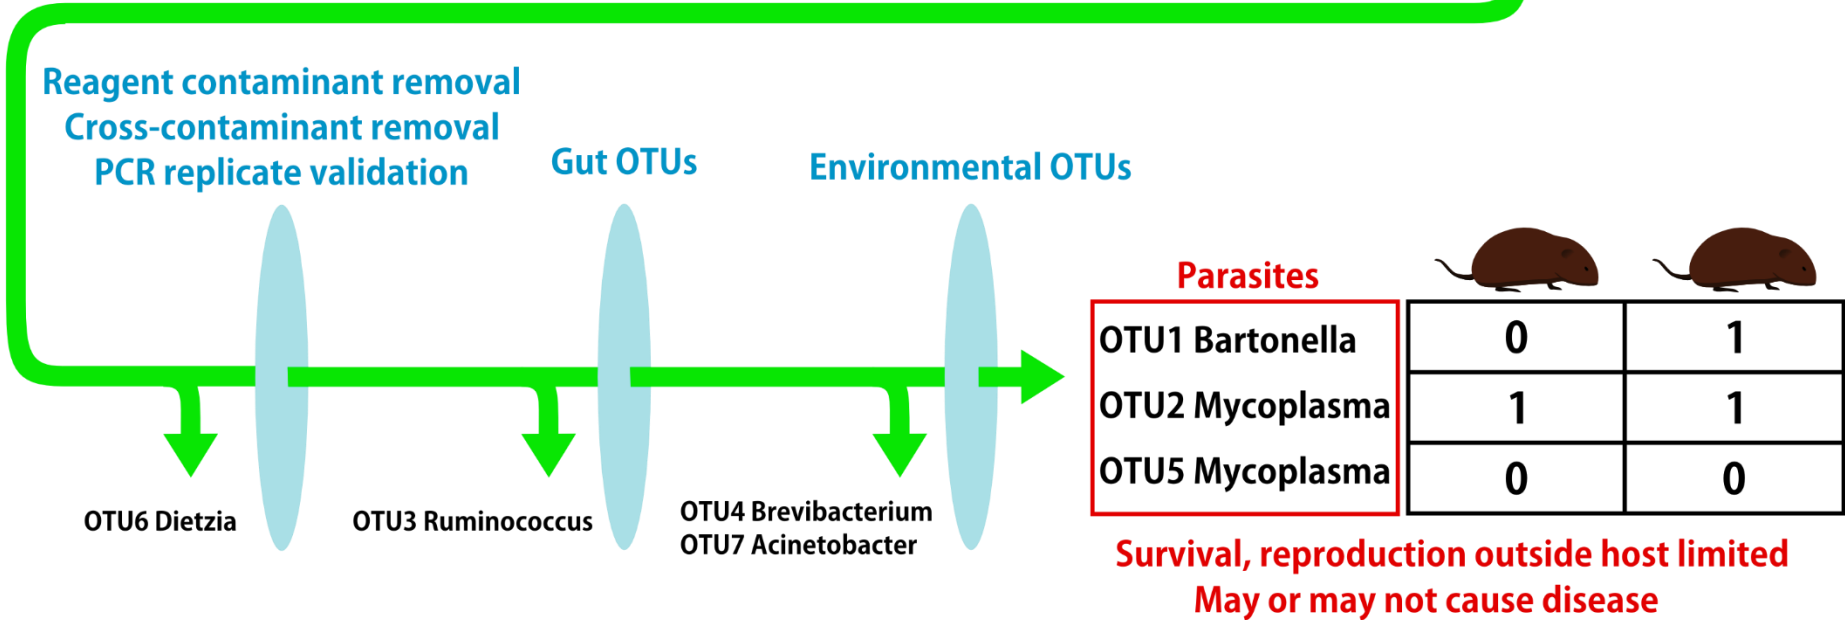 Reagent contaminant removal
Cross-contaminant removal
PCR replicate validation
Gut OTUs
Environmental OTUs
OTU6 Dietzia
OTU3 Ruminococcus
OTU4 Brevibacterium
OTU7 Acinetobacter
Parasites
OTU1 Bartonella 0 1
OTU2 Mycoplasma 1 1
OTU5 Mycoplasma 0 0
Survival, reproduction outside host limited
May or may not cause disease